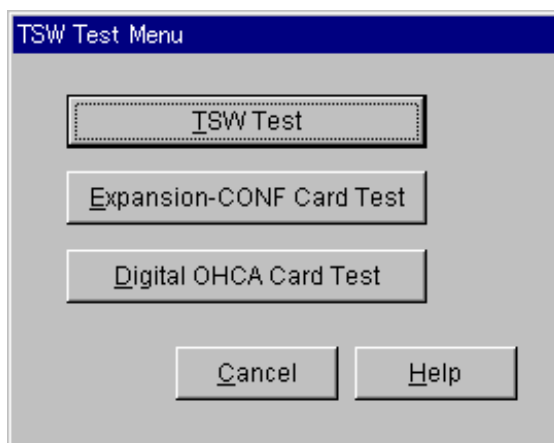 TSW Test Menu
TSW Test
Expansion-CONF Card Test
Digital OHCA Card Test
Cancel Help